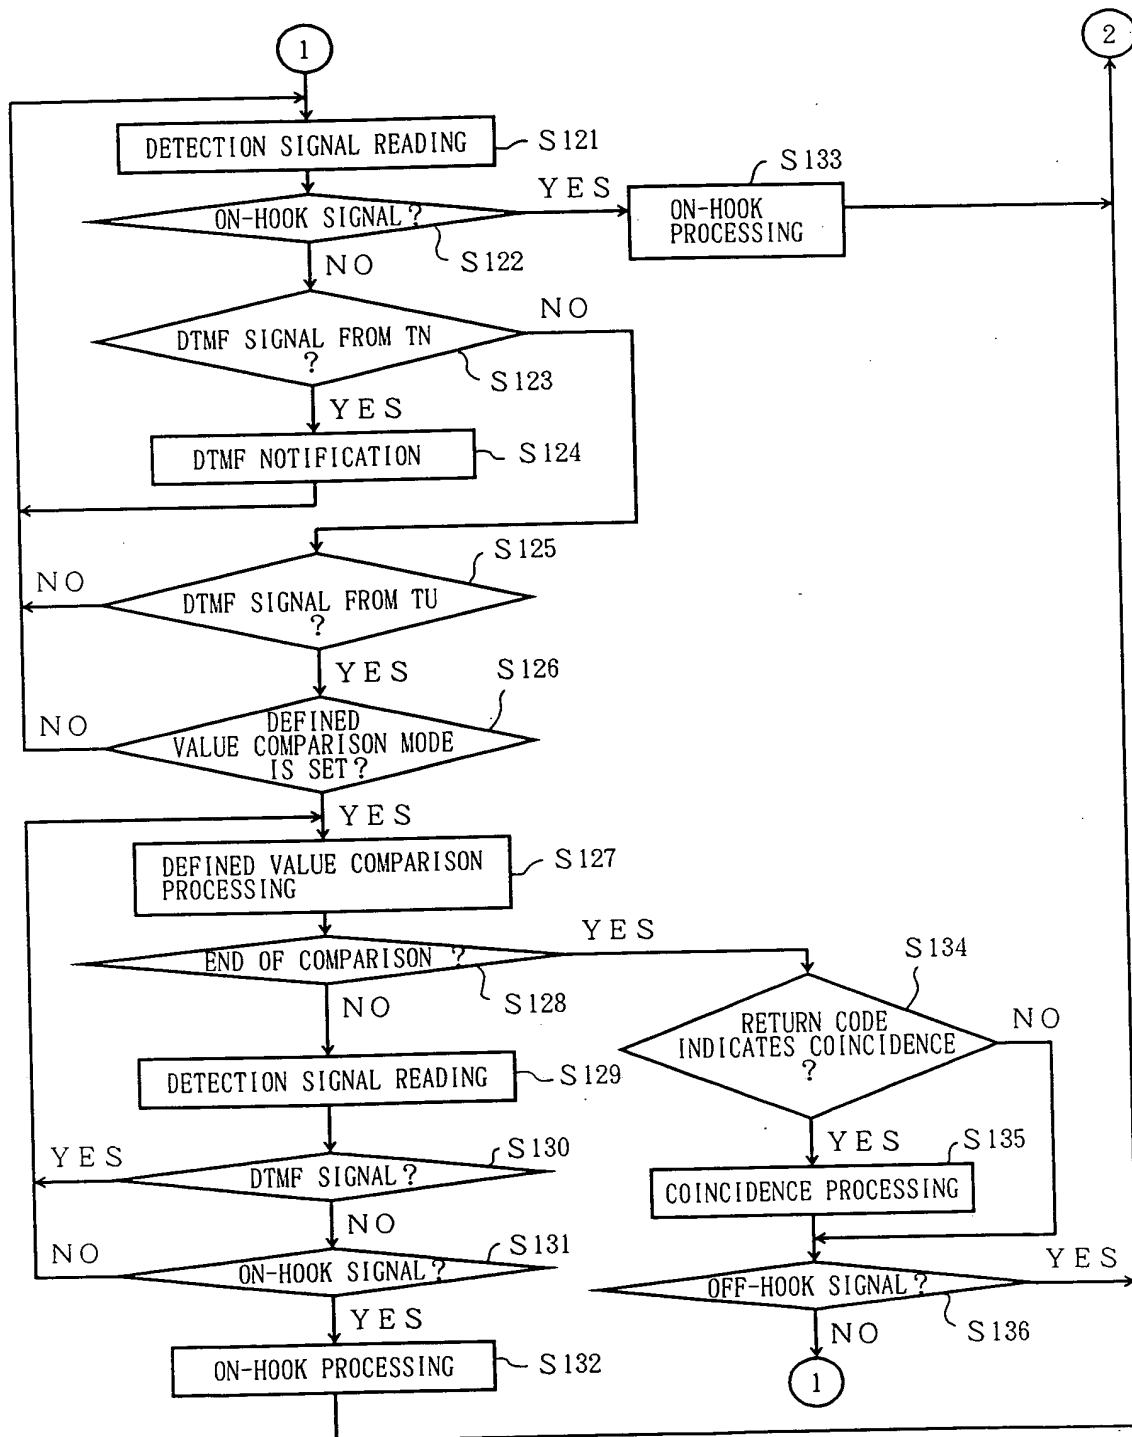 1
2
DETECTION SIGNAL READING
S121
S133
ON-HOOK SIGNAL?
YES
ON-HOOK
PROCESSING
S122
NO
DTMF SIGNAL FROM TN
?
NO
S123
YES
DTMF NOTIFICATION
S124
S125
NO
DTMF SIGNAL FROM TU
?
YES
S126
NO
DEFINED
VALUE COMPARISON MODE
IS SET?
YES
DEFINED VALUE COMPARISON
PROCESSING
S127
END OF COMPARISON ?
YES
S128
NO
S134
RETURN CODE
INDICATES COINCIDENCE
?
NO
DETECTION SIGNAL READING
S129
YES
S135
YES
DTMF SIGNAL?
S130
COINCIDENCE PROCESSING
NO
NO
ON-HOOK SIGNAL?
S131
OFF-HOOK SIGNAL?
YES
S136
YES
NO
ON-HOOK PROCESSING
S132
1